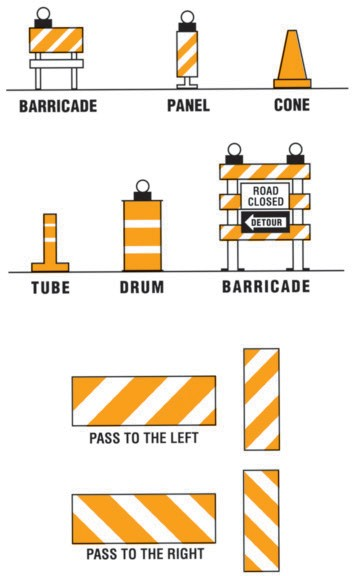 BARRICADE PANEL CONE
ROAD
CLOSED
DETOUR
TUBE DRUM BARRICADE
PASS TO THE LEFT
PASS TO THE RIGHT